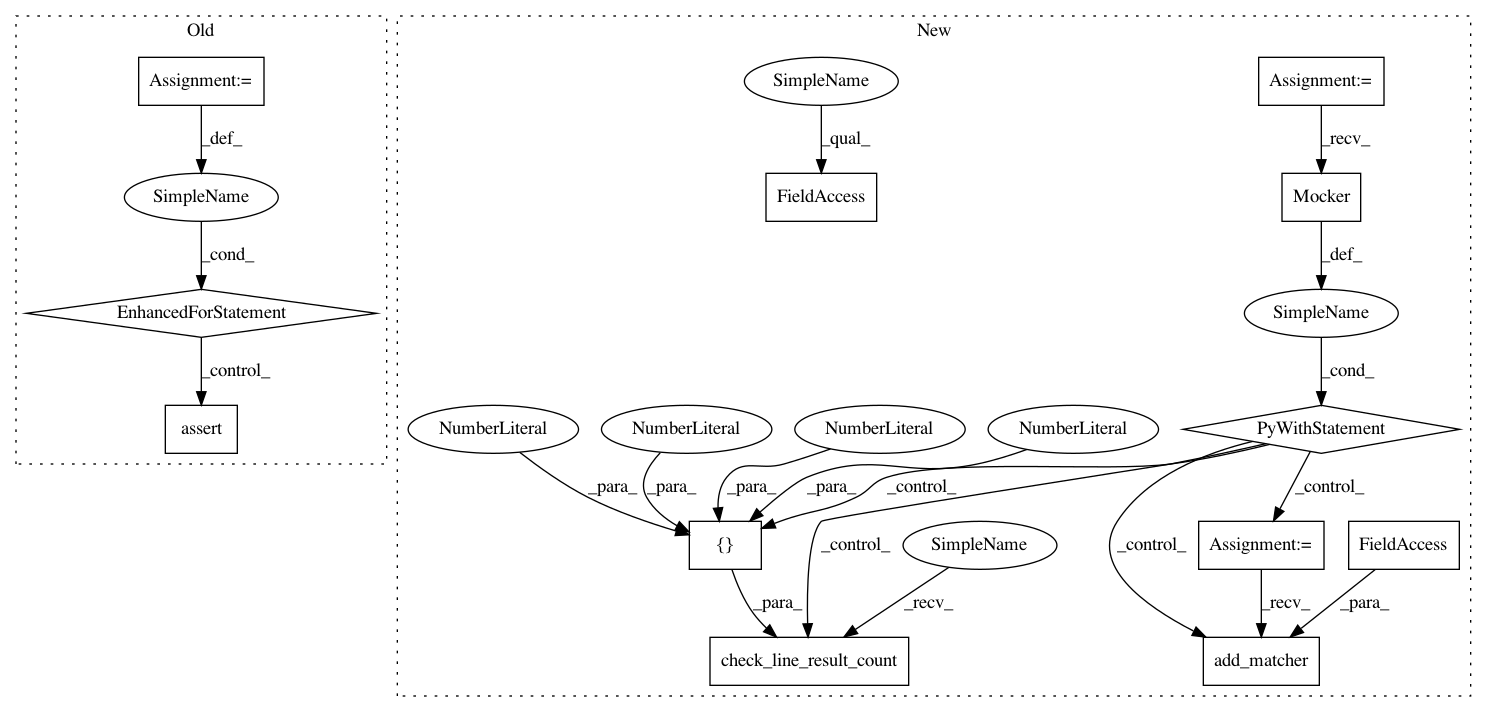 Old
New
Assignment:=
SimpleName
Assignment:=
_def_
_qual_
_recv_
SimpleName
FieldAccess
Mocker
_cond_
_def_
EnhancedForStatement
SimpleName
_control_
_cond_
assert
NumberLiteral
NumberLiteral
NumberLiteral
NumberLiteral
PyWithStatement
_para_
_para_
_para_
_para_
_control_
_control_
{}
_control_
SimpleName
_control_
Assignment:=
FieldAccess
_para_
_recv_
_recv_
_para_
check_line_result_count
add_matcher